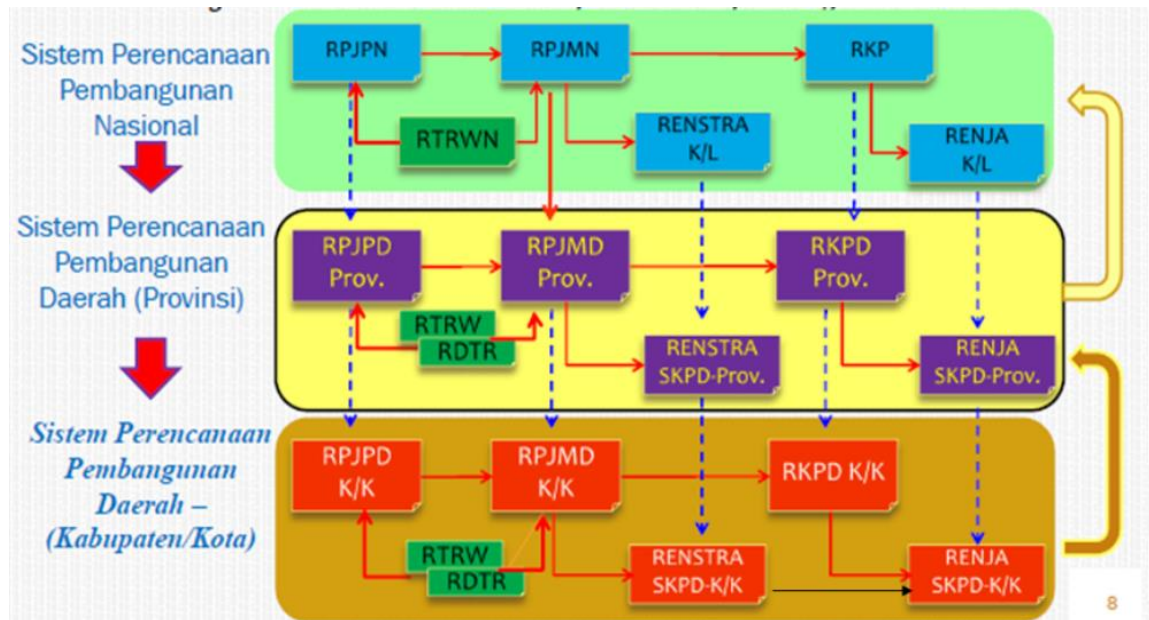 Sistem Perencanaan
Pembangunan
Nasional
RPJPN
RPJMN
RKP
RTRWN
RENSTRA
K/L
RENJA
K/L
Sistem Perencanaan
Pembangunan
Daerah (Provinsi)
RPJPD
Prov.
RPJMD
Prov.
RKPD
Prov.
RTRW
RDTR
RENSTRA
SKPD-Prov.
RENJA
SKPD-Prov.
Sistem Perencanaan
Pembangunan
Daerah –
(Kabupaten/Kota)
RPJPD
K/K
RPJMD
K/K
RKPD K/K
RTRW
RDTR
RENSTRA
SKPD-K/K
RENJA
SKPD-K/K
8